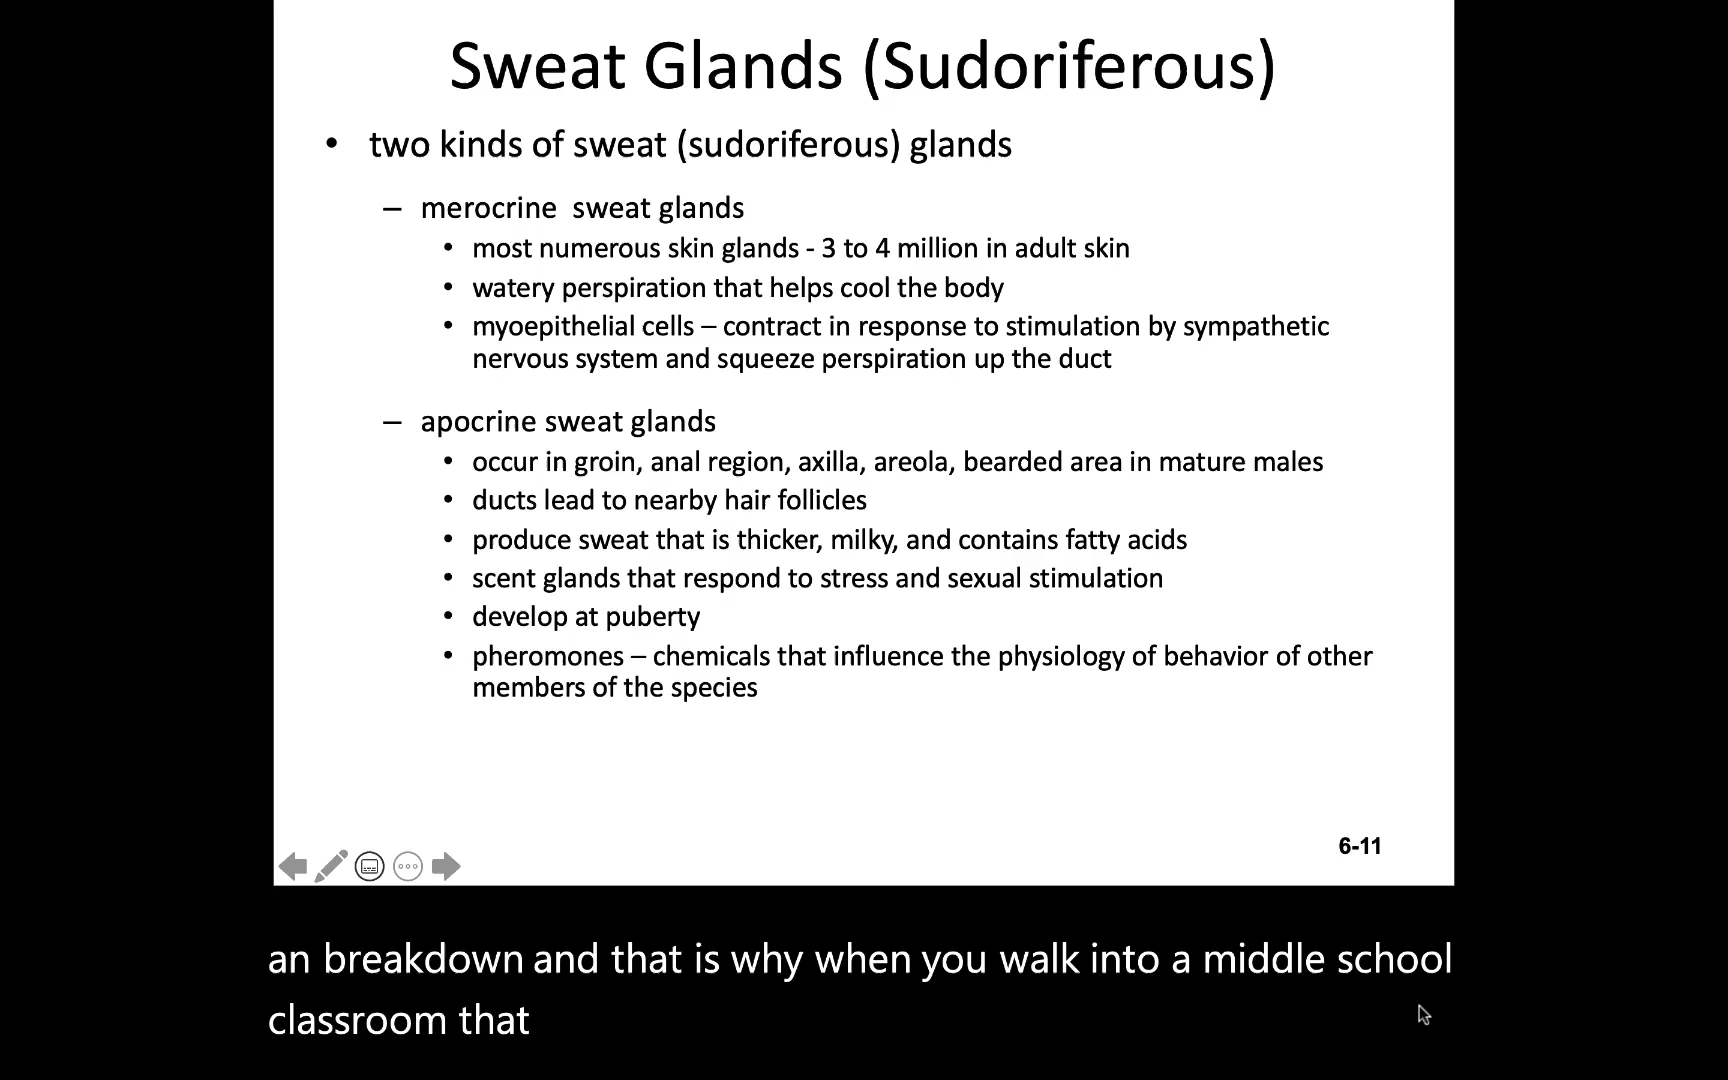 Sweat Glands (Sudoriferous)
• two kinds of sweat (sudoriferous) glands
– merocrine sweat glands
• most numerous skin glands - 3 to 4 million in adult skin
• watery perspiration that helps cool the body
• myoepithelial cells – contract in response to stimulation by sympathetic
nervous system and squeeze perspiration up the duct
– apocrine sweat glands
• occur in groin, anal region, axilla, areola, bearded area in mature males
• ducts lead to nearby hair follicles
• produce sweat that is thicker, milky, and contains fatty acids
• scent glands that respond to stress and sexual stimulation
• develop at puberty
• pheromones – chemicals that influence the physiology of behavior of other
members of the species
6-11
an breakdown and that is why when you walk into a middle school
classroom that